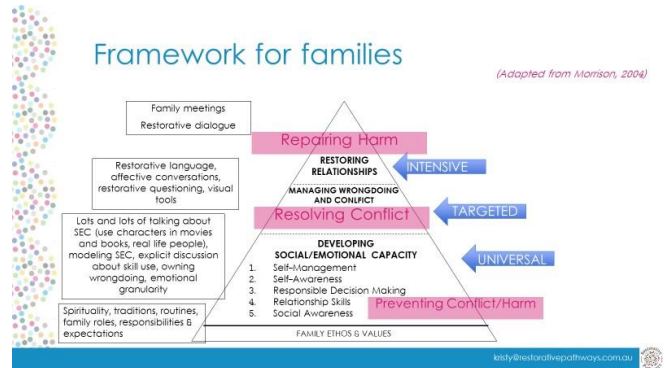 Framework for families
(Adapted from Morrison, 2004)
Family meetings
Restorative dialogue
Repairing Harm
RESTORING
RELATIONSHIPS
INTENSIVE
Restorative language,
affective conversations,
restorative questioning, visual
tools
MANAGING WRONGDOING
AND CONFLICT
Resolving Conflict
TARGETED
Lots and lots of talking about
SEC (use characters in movies
and books, real life people),
modeling SEC, explicit discussion
about skill use, owning
wrongdoing, emotional
granularity
DEVELOPING
SOCIAL/EMOTIONAL CAPACITY
1. Self-Management
2. Self-Awareness
3. Responsible Decision Making
4. Relationship Skills
5. Social Awareness
UNIVERSAL
Preventing Conflict/Harm
Spirituality, traditions, routines,
family roles, responsibilities &
expectations
FAMILY ETHOS & VALUES
kristy@restorativepathways.com.au